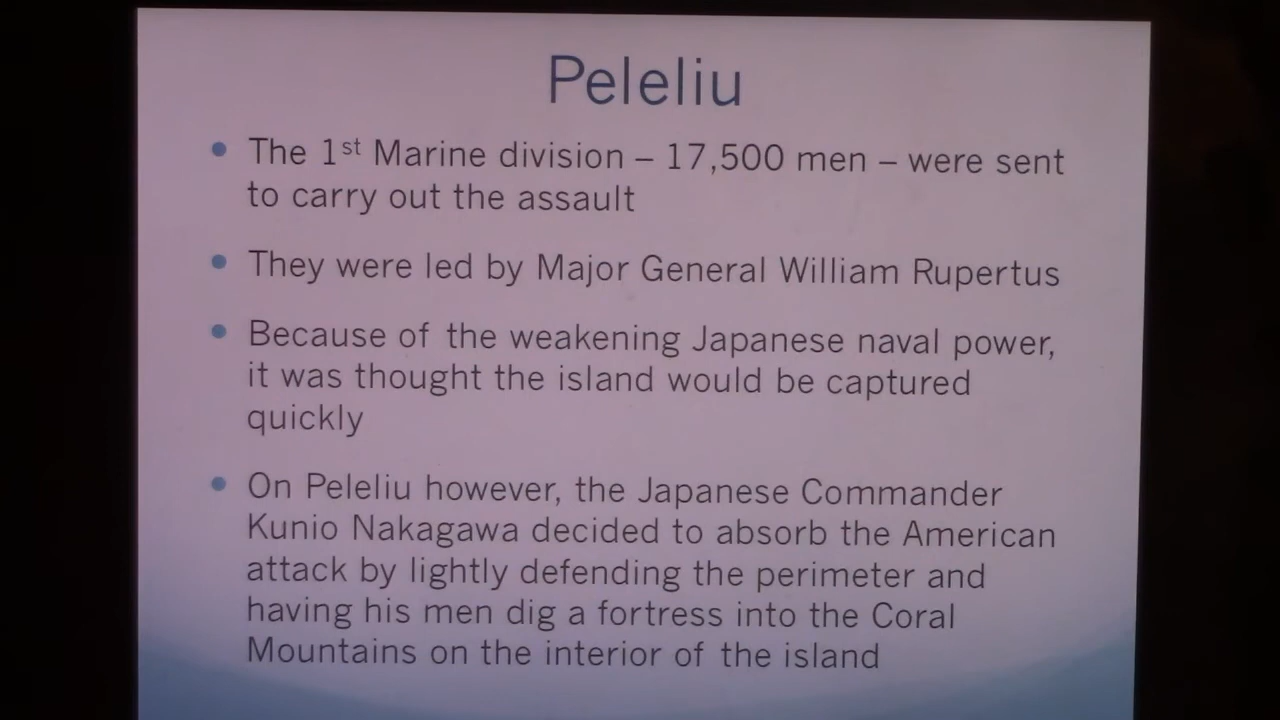 Peleliu
• The 1st Marine division – 17,500 men – were sent
to carry out the assault
• They were led by Major General William Rupertus
• Because of the weakening Japanese naval power,
it was thought the island would be captured
quickly
• On Peleliu however, the Japanese Commander
Kunio Nakagawa decided to absorb the American
attack by lightly defending the perimeter and
having his men dig a fortress into the Coral
Mountains on the interior of the island